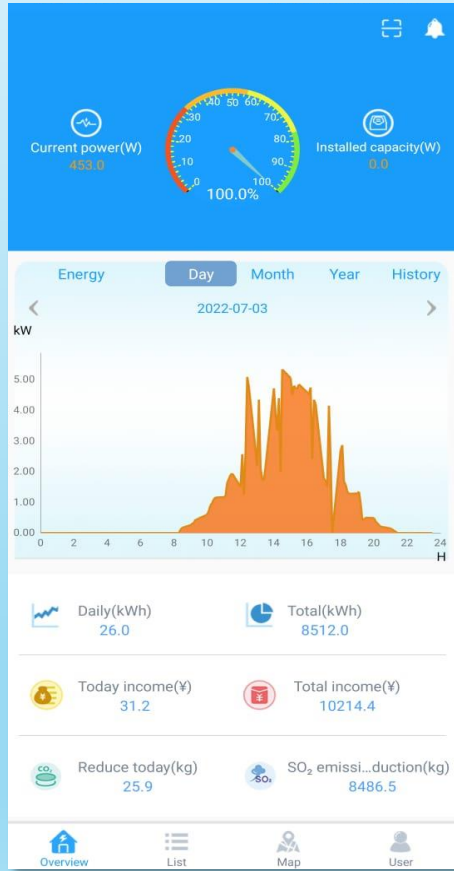 Current power(W)
453.0
0 10 20 30 40 50 60 70 80 90 100
100.0%
Installed capacity(W)
0.0
Energy Day Month Year History
2022-07-03
kW
5.00
4.00
3.00
2.00
1.00
0.00
0 2 4 6 8 10 12 14 16 18 20 22 24
H
Daily(kWh) Total(kWh)
26.0 8512.0
Today income(¥) Total income(¥)
31.2 10214.4
CO₂ Reduce today(kg) SO₂ SO₂ emissi...duction(kg)
25.9 8486.5
Overview List Map User